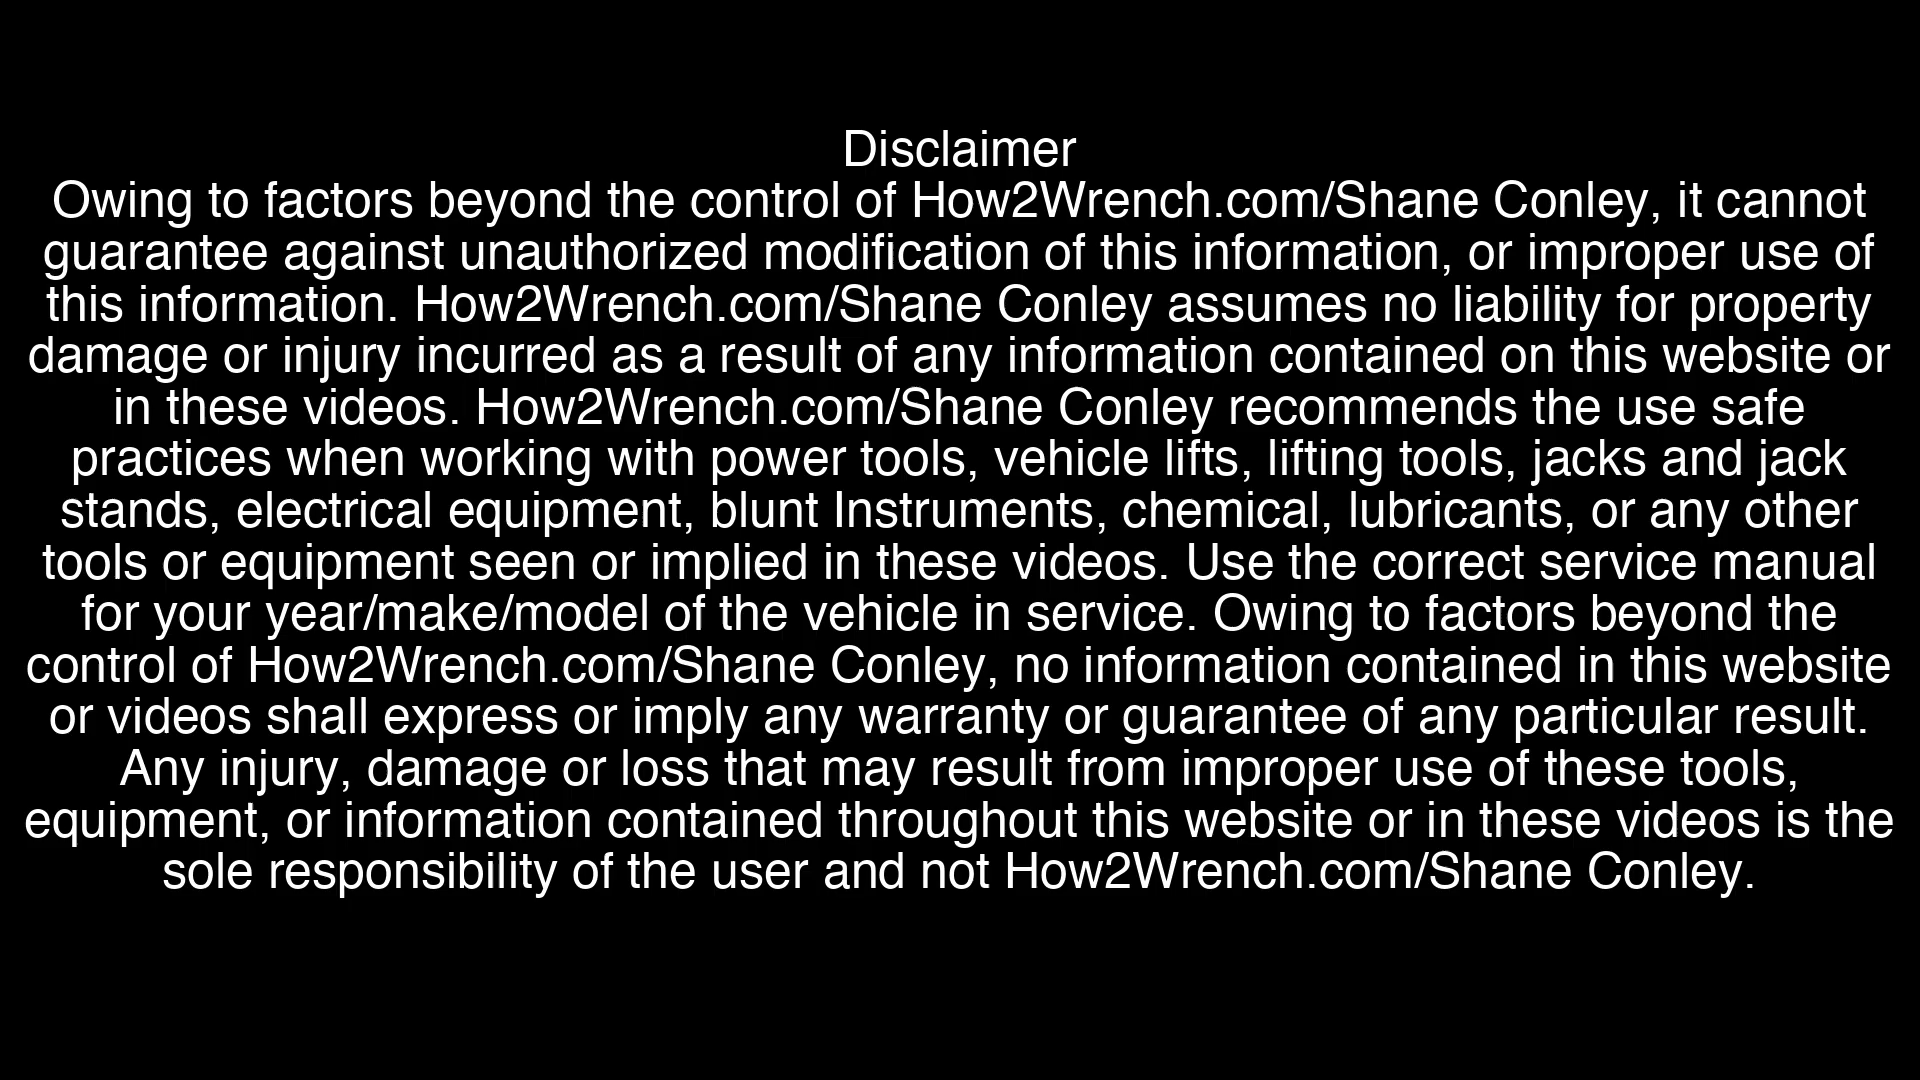 Disclaimer
Owing to factors beyond the control of How2Wrench.com/Shane Conley, it cannot
guarantee against unauthorized modification of this information, or improper use of
this information. How2Wrench.com/Shane Conley assumes no liability for property
damage or injury incurred as a result of any information contained on this website or
in these videos. How2Wrench.com/Shane Conley recommends the use safe
practices when working with power tools, vehicle lifts, lifting tools, jacks and jack
stands, electrical equipment, blunt Instruments, chemical, lubricants, or any other
tools or equipment seen or implied in these videos. Use the correct service manual
for your year/make/model of the vehicle in service. Owing to factors beyond the
control of How2Wrench.com/Shane Conley, no information contained in this website
or videos shall express or imply any warranty or guarantee of any particular result.
Any injury, damage or loss that may result from improper use of these tools,
equipment, or information contained throughout this website or in these videos is the
sole responsibility of the user and not How2Wrench.com/Shane Conley.